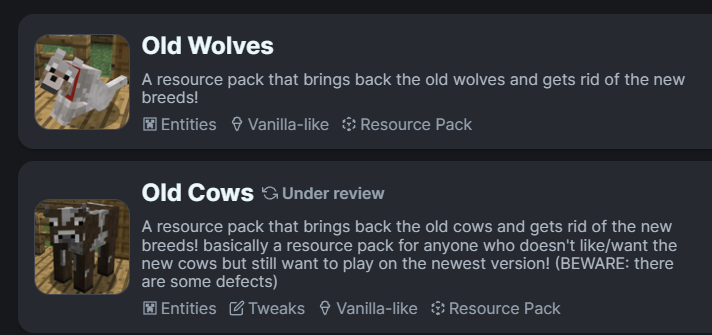 Old Wolves
A resource pack that brings back the old wolves and gets rid of the new
breeds!
Entities Vanilla-like Resource Pack
Old Cows Under review
A resource pack that brings back the old cows and gets rid of the new
breeds! basically a resource pack for anyone who doesn't like/want the
new cows but still want to play on the newest version! (BEWARE: there
are some defects)
Entities Tweaks Vanilla-like Resource Pack